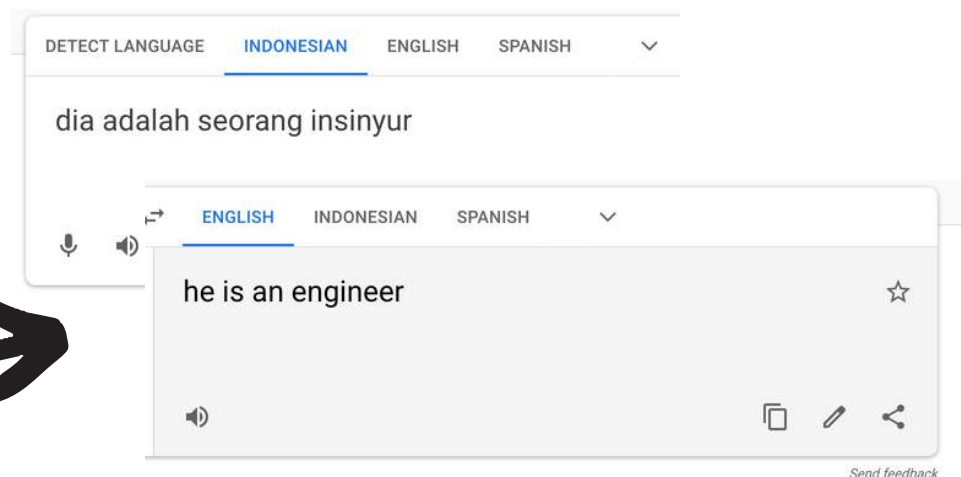 DETECT LANGUAGE INDONESIAN ENGLISH SPANISH
dia adalah seorang insinyur
ENGLISH INDONESIAN SPANISH
he is an engineer
Send feedback